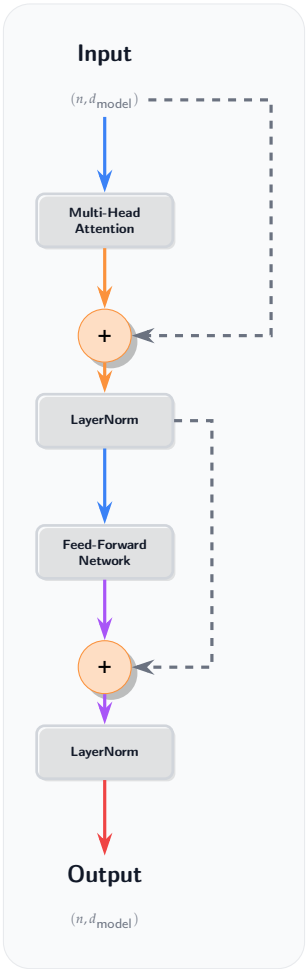 Input
(n, d_model)
Multi-Head
Attention
+
LayerNorm
Feed-Forward
Network
+
LayerNorm
Output
(n, d_model)